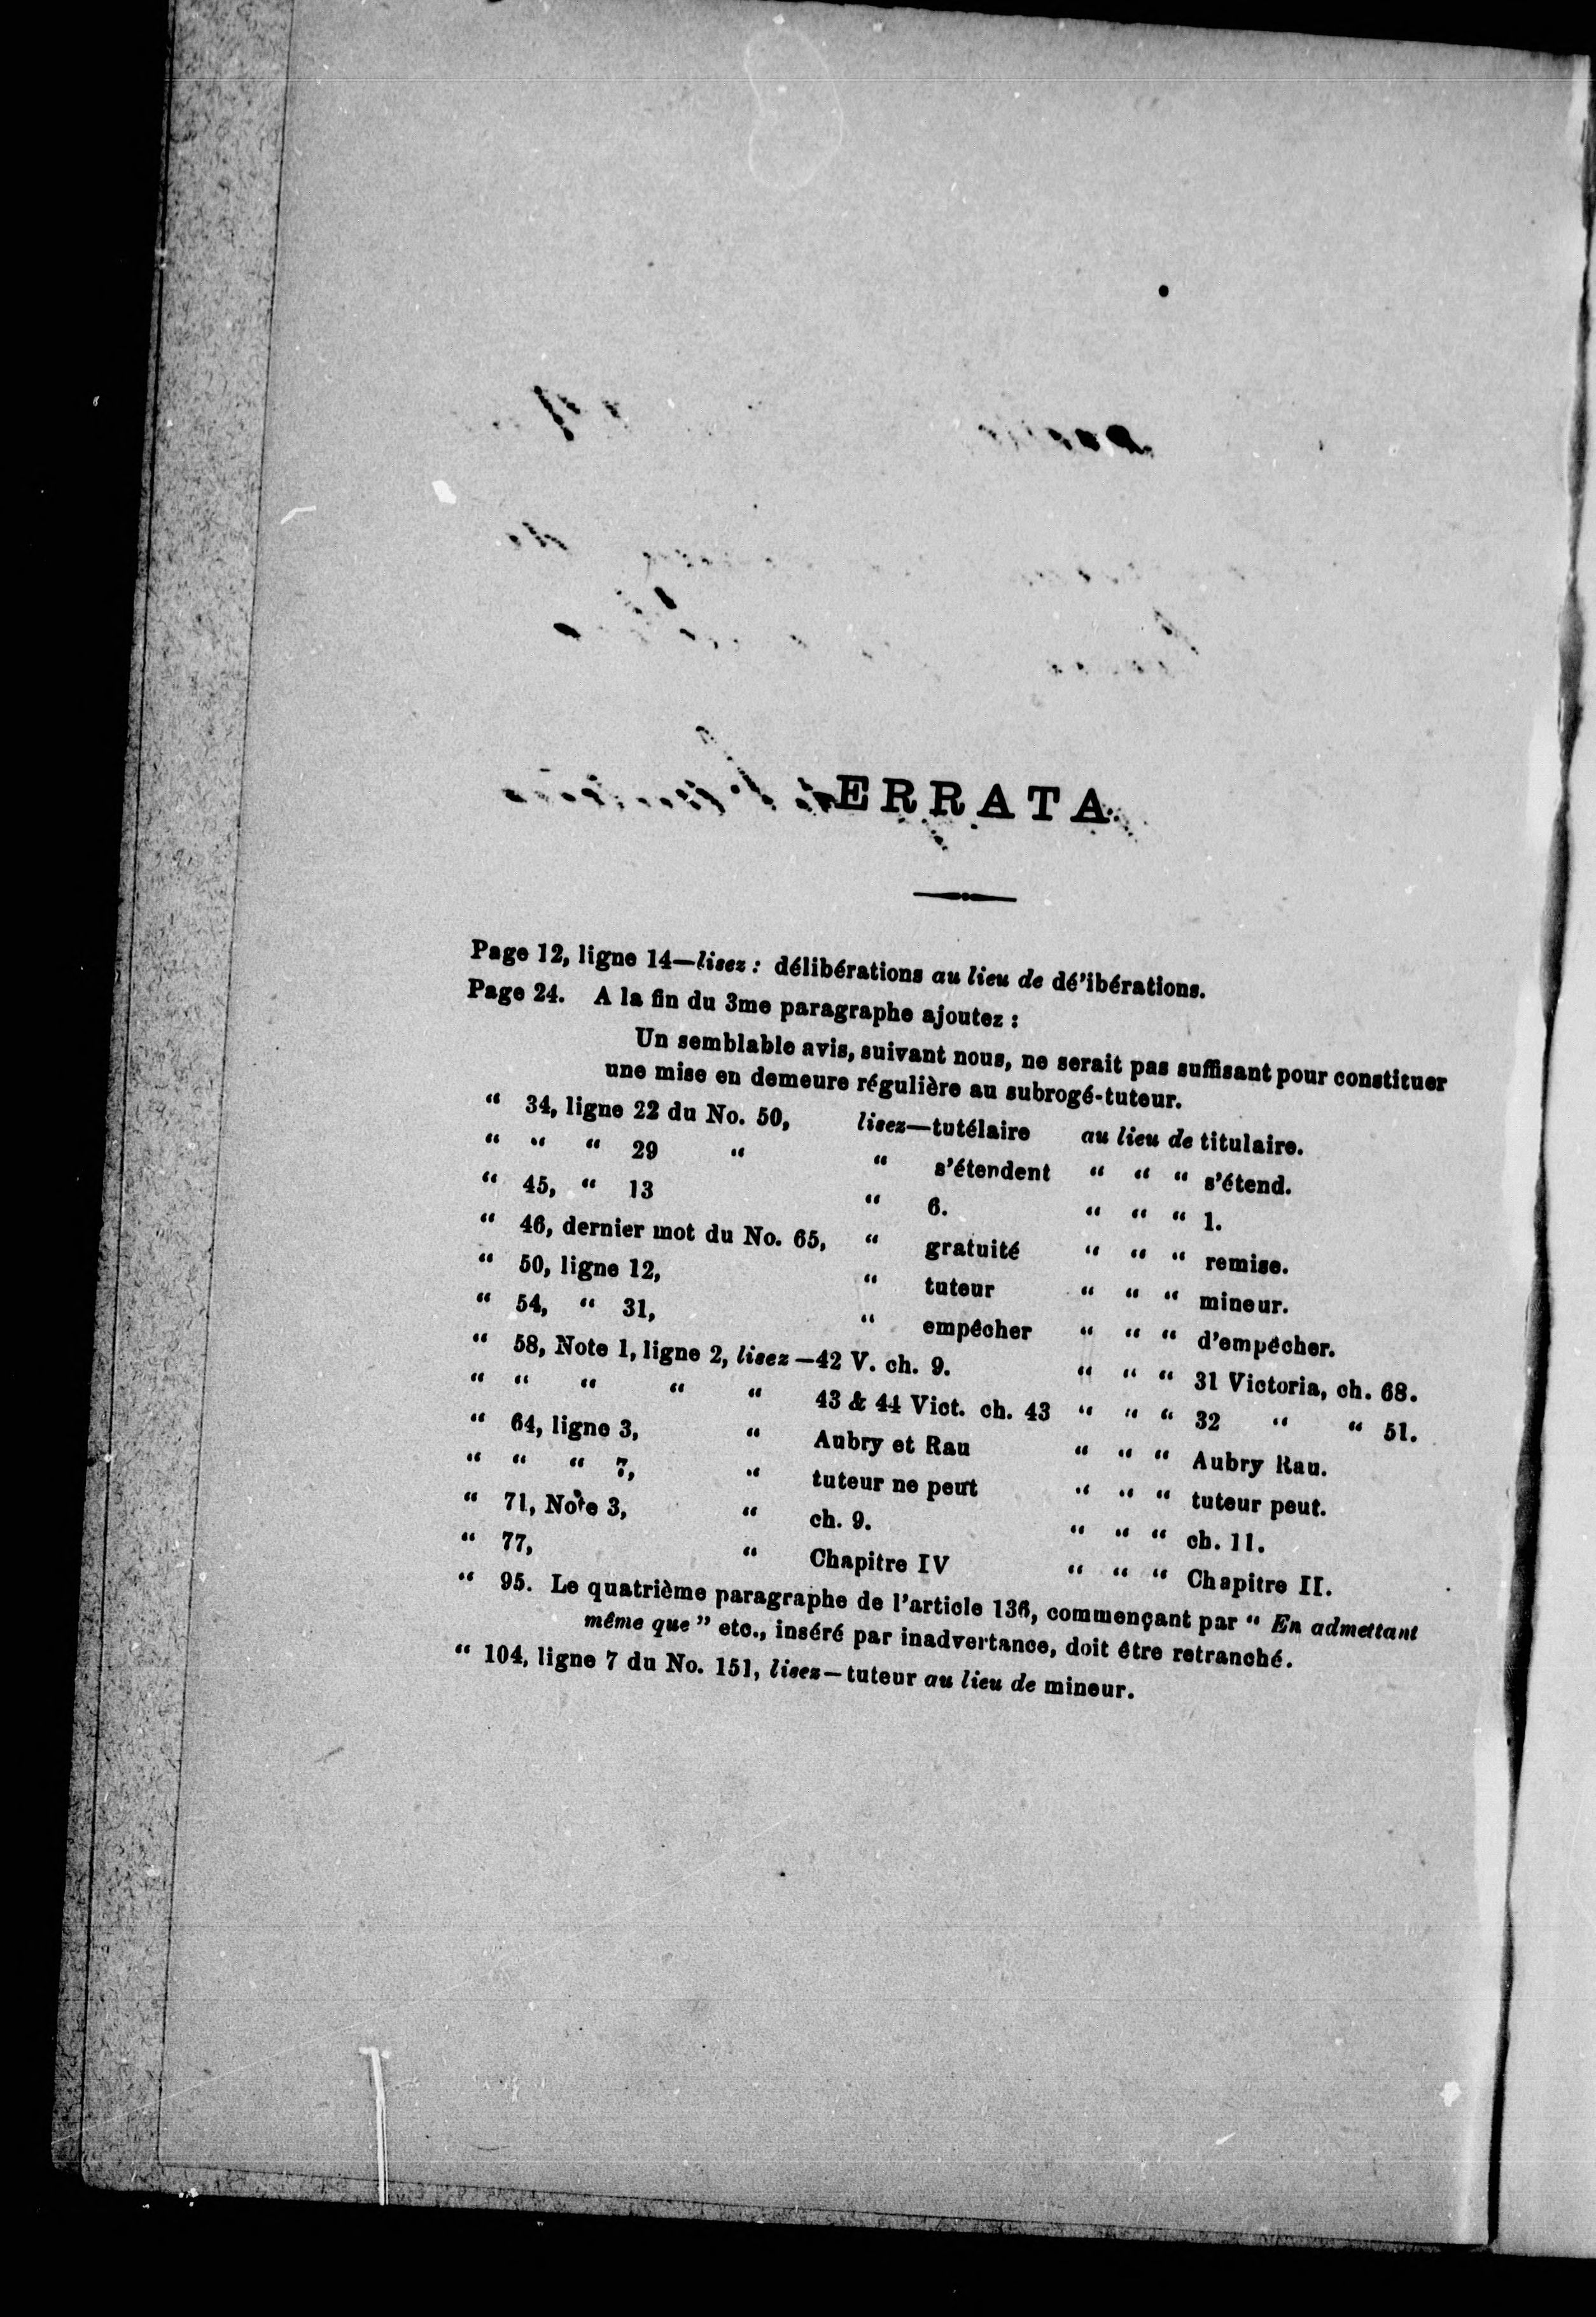 ERRATA.
Page 12, ligne 14—lisez : délibérations au lieu de dé'ibérations.
Page 24. A la fin du 3me paragraphe ajoutez :
Un semblable avis, suivant nous, ne serait pas suffisant pour constituer
une mise en demeure régulière au subrogé-tuteur.
“ 34, ligne 22 du No. 50, lisez—tutélaire au lieu de titulaire.
“ “ “ 29 “ “ s'étendent “ “ “ s'étend.
“ 45, “ 13 “ 6. “ “ “ 1.
“ 46, dernier mot du No. 65, “ gratuité “ “ “ remise.
“ 50, ligne 12, “ tuteur “ “ “ mineur.
“ 54, “ 31, “ empêcher “ “ “ d'empêcher.
“ 58, Note 1, ligne 2, lisez—42 V. ch. 9. “ “ “ 31 Victoria, ch. 68.
“ “ “ “ “ 43 & 44 Vict. ch. 43 “ “ “ 32 “ “ 51.
“ 64, ligne 3, “ Aubry et Rau “ “ “ Aubry Rau.
“ “ “ 7, “ tuteur ne peut “ “ “ tuteur peut.
“ 71, Note 3, “ ch. 9. “ “ “ ch. 11.
“ 77, “ Chapitre IV “ “ “ Chapitre II.
“ 95. Le quatrième paragraphe de l'article 136, commençant par “ En admettant
même que ” etc., inséré par inadvertance, doit être retranché.
“ 104, ligne 7 du No. 151, lisez—tuteur au lieu de mineur.